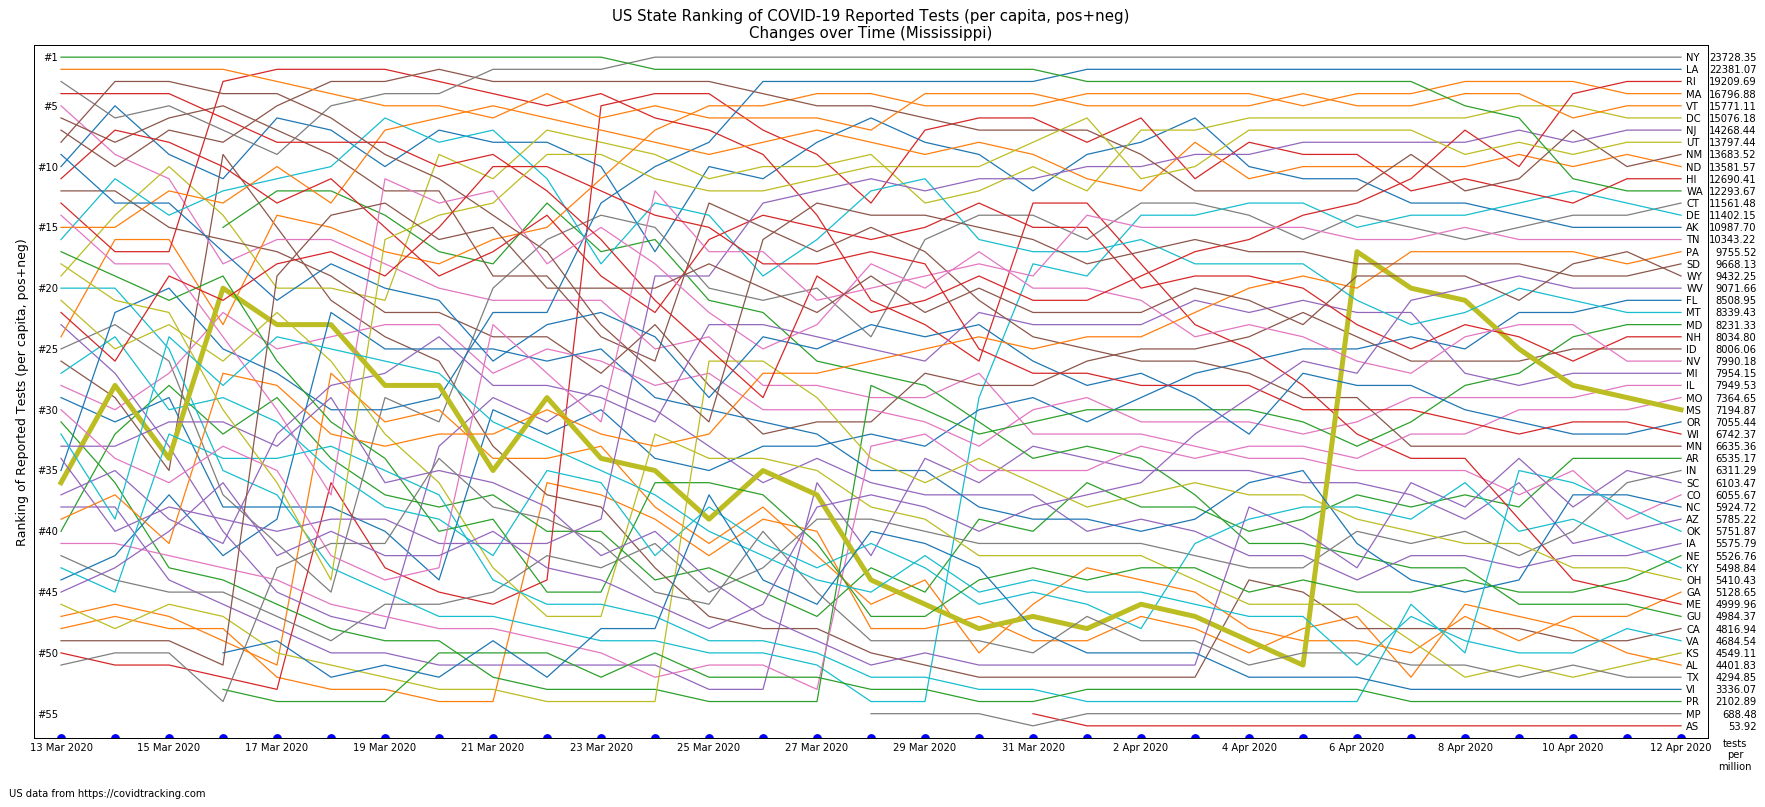 US State Ranking of COVID-19 Reported Tests (per capita, pos+neg)
Changes over Time (Mississippi)
Ranking of Reported Tests (per capita, pos+neg)
#1
#5
#10
#15
#20
#25
#30
#35
#40
#45
#50
#55
NY 23728.35
LA 22381.07
RI 19209.69
MA 16796.88
VT 15771.11
DC 15076.18
NJ 14268.44
UT 13797.44
NM 13683.52
ND 13581.57
HI 12690.41
WA 12293.67
CT 11561.48
DE 11402.15
AK 10987.70
TN 10343.22
PA 9755.52
SD 9668.13
WY 9432.25
WV 9071.66
FL 8508.95
MT 8339.43
MD 8231.33
NH 8034.80
ID 8006.06
NV 7990.18
MI 7954.15
IL 7949.53
MO 7364.65
MS 7194.87
OR 7055.44
WI 6742.37
MN 6635.36
AR 6535.17
IN 6311.29
SC 6103.47
CO 6055.67
NC 5924.72
AZ 5785.22
OK 5751.87
IA 5575.79
NE 5526.76
KY 5498.84
OH 5410.43
GA 5128.65
ME 4999.96
GU 4984.37
CA 4816.94
VA 4684.54
KS 4549.11
AL 4401.83
TX 4294.85
VI 3336.07
PR 2102.89
MP 688.48
AS 53.92
13 Mar 2020 15 Mar 2020 17 Mar 2020 19 Mar 2020 21 Mar 2020 23 Mar 2020 25 Mar 2020 27 Mar 2020 29 Mar 2020 31 Mar 2020 2 Apr 2020 4 Apr 2020 6 Apr 2020 8 Apr 2020 10 Apr 2020 12 Apr 2020
tests
per
million
US data from https://covidtracking.com